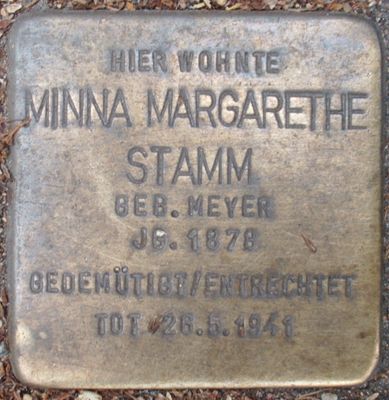 HIER WOHNTE
MINNA MARGARETHE
STAMM
GEB. MEYER
JG. 1878
GEDEMÜTIGT/ENTRECHTET
TOT 26.5.1941